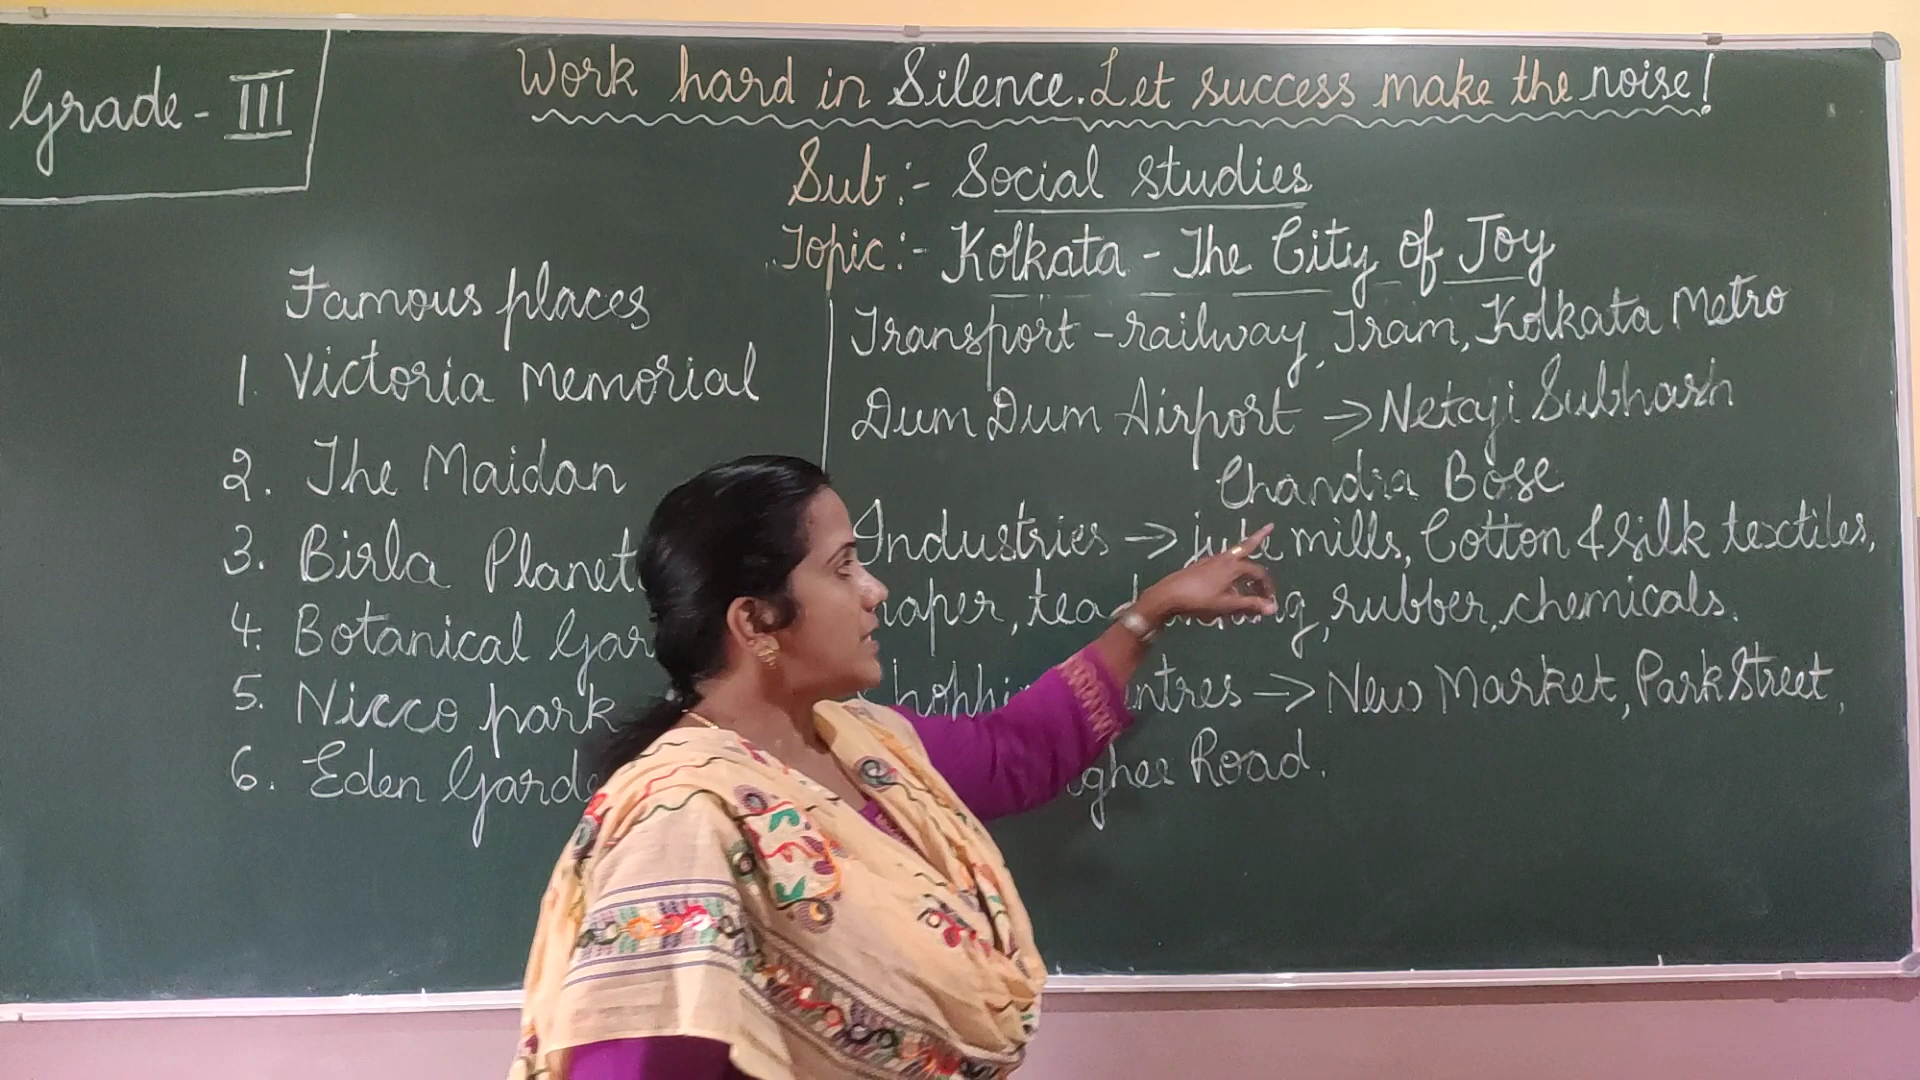 Grade - III
Work hard in Silence. Let success make the noise!
Sub :- Social studies
Topic :- Kolkata - The City of Joy
Famous places
1. Victoria Memorial
2. The Maidan
3. Birla
4. Botanical
5. Nicco park
6. Eden
Transport - railway, Tram, Kolkata Metro
Dum Dum Airport → Netaji Subhash
Chandra Bose
Industries → jute mills, Cotton & Silk textiles,
rubber, chemicals.
→ New Market, Park Street,
Road.